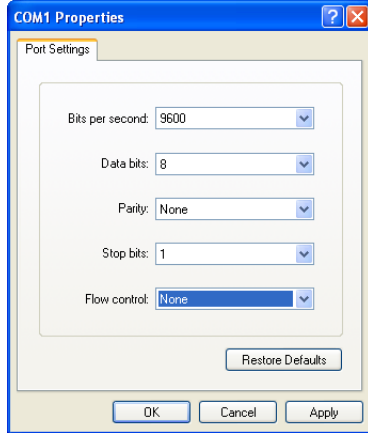 COM1 Properties
Port Settings
Bits per second: 9600
Data bits: 8
Parity: None
Stop bits: 1
Flow control: None
Restore Defaults
OK Cancel Apply